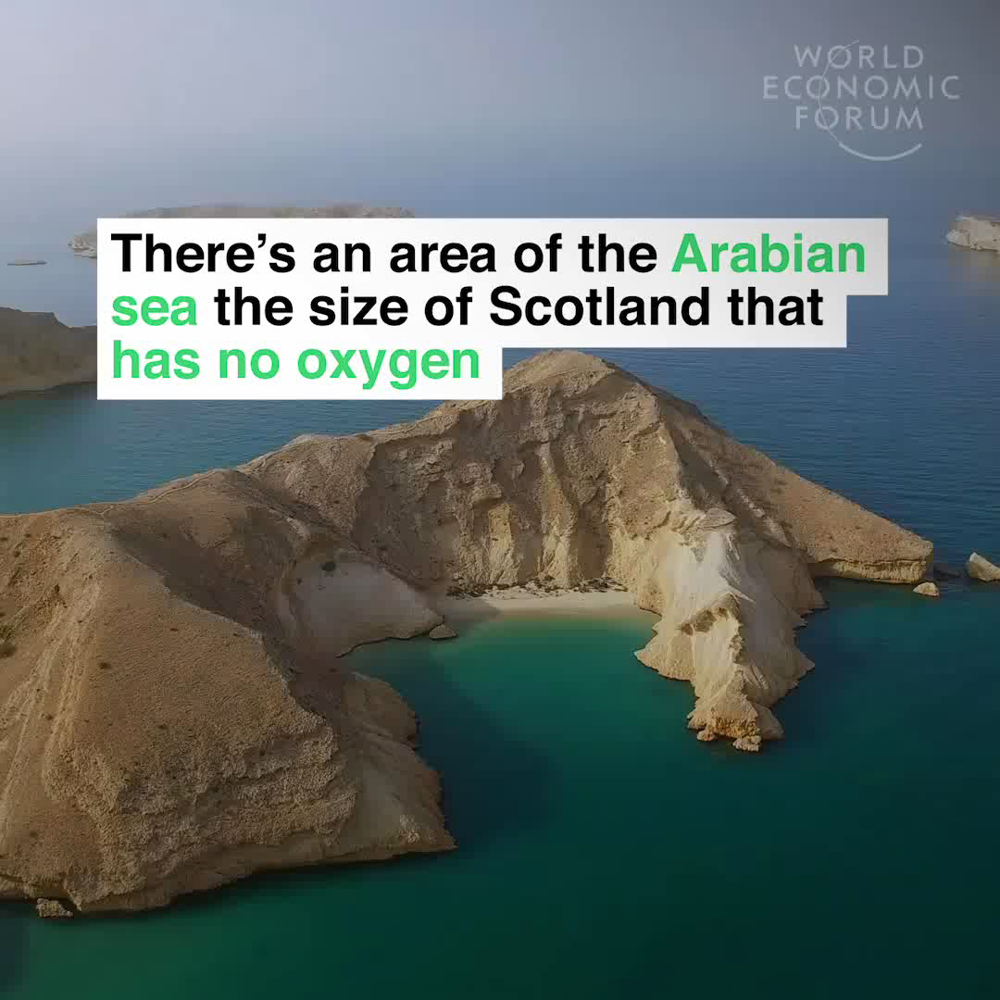 WORLD
ECONOMIC
FORUM
There’s an area of the Arabian
sea the size of Scotland that
has no oxygen